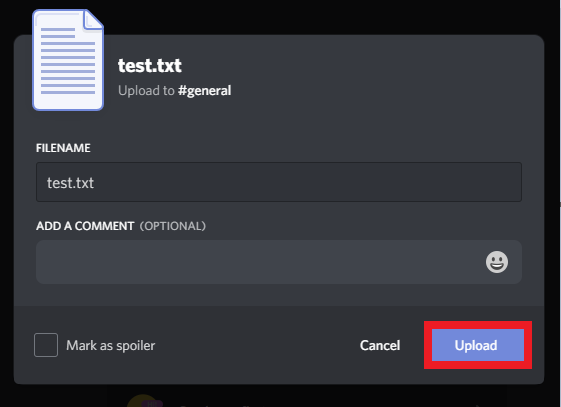 test.txt
Upload to #general
FILENAME
test.txt
ADD A COMMENT (OPTIONAL)
Mark as spoiler
Cancel
Upload